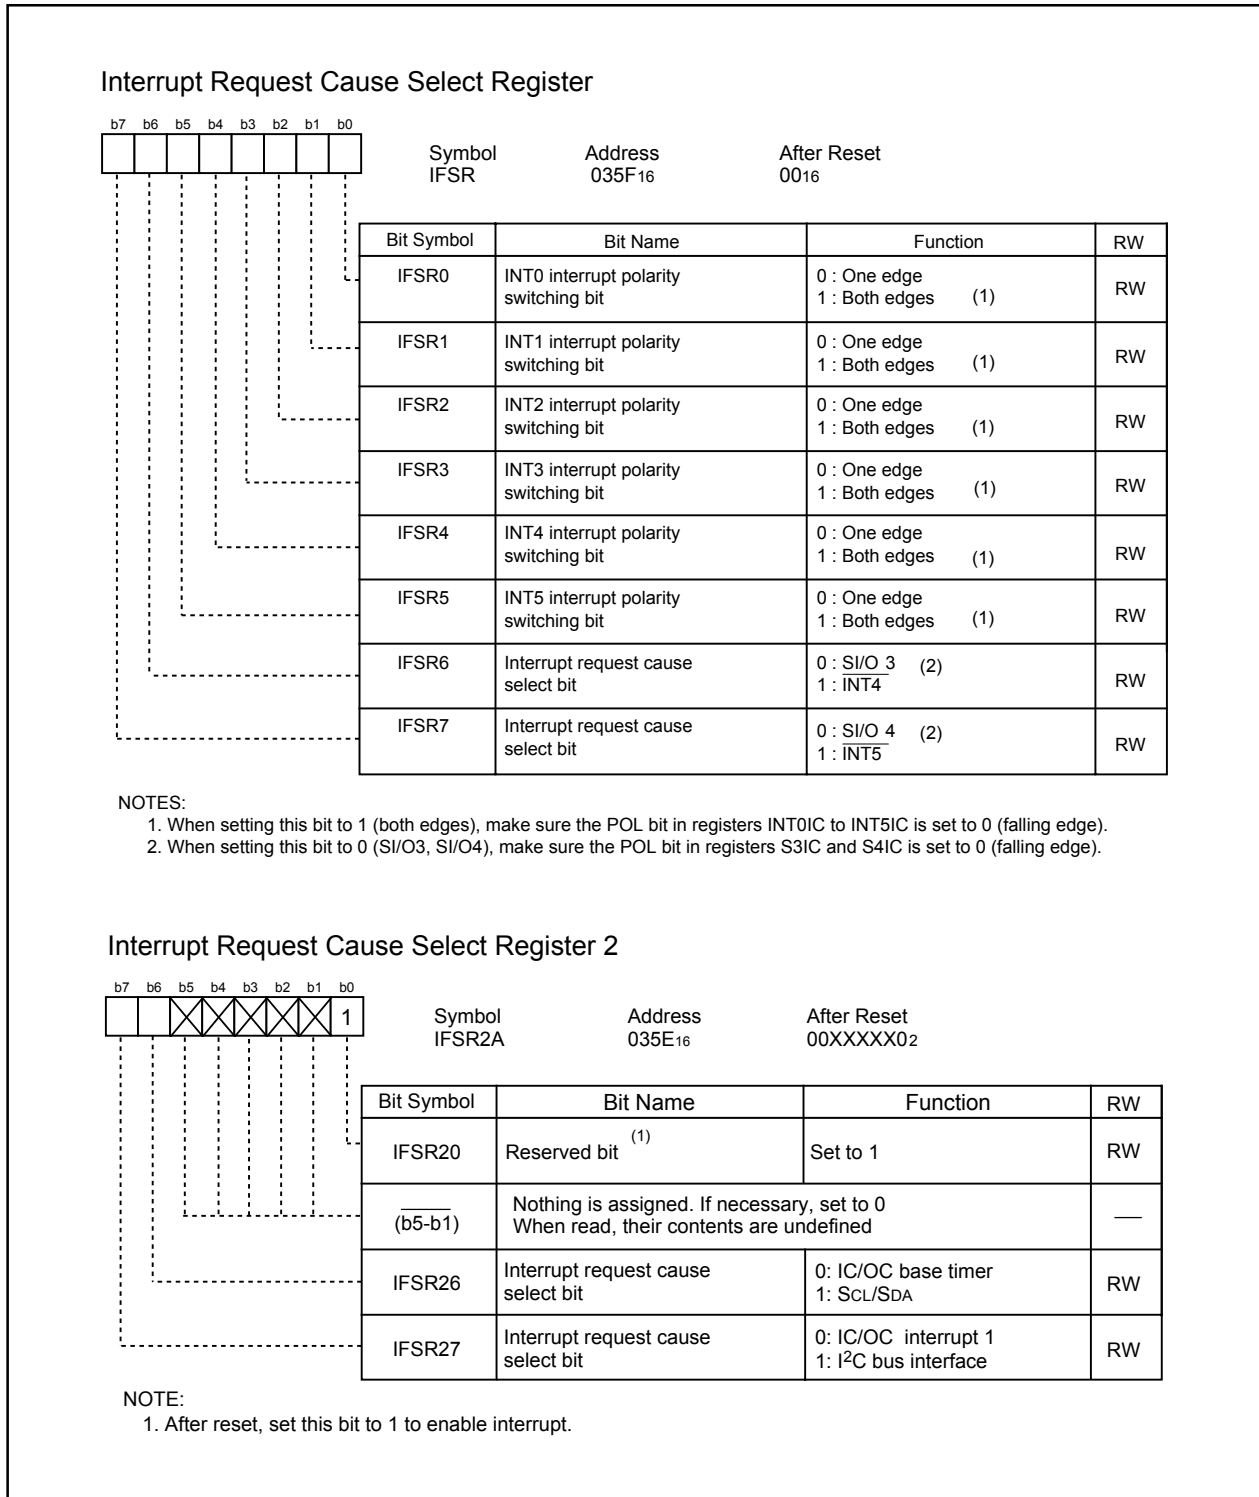 Interrupt Request Cause Select Register
b7 b6 b5 b4 b3 b2 b1 b0
Symbol Address After Reset
IFSR 035F16 0016
Bit Symbol Bit Name Function RW
IFSR0 INT0 interrupt polarity switching bit 0 : One edge
1 : Both edges (1) RW
IFSR1 INT1 interrupt polarity switching bit 0 : One edge
1 : Both edges (1) RW
IFSR2 INT2 interrupt polarity switching bit 0 : One edge
1 : Both edges (1) RW
IFSR3 INT3 interrupt polarity switching bit 0 : One edge
1 : Both edges (1) RW
IFSR4 INT4 interrupt polarity switching bit 0 : One edge
1 : Both edges (1) RW
IFSR5 INT5 interrupt polarity switching bit 0 : One edge
1 : Both edges (1) RW
IFSR6 Interrupt request cause select bit 0 : SI/O 3 (2)
1 : INT4 RW
IFSR7 Interrupt request cause select bit 0 : SI/O 4 (2)
1 : INT5 RW
NOTES:
1. When setting this bit to 1 (both edges), make sure the POL bit in registers INT0IC to INT5IC is set to 0 (falling edge).
2. When setting this bit to 0 (SI/O3, SI/O4), make sure the POL bit in registers S3IC and S4IC is set to 0 (falling edge).
Interrupt Request Cause Select Register 2
b7 b6 b5 b4 b3 b2 b1 b0
1
Symbol Address After Reset
IFSR2A 035E16 00XXXXX02
Bit Symbol Bit Name Function RW
IFSR20 Reserved bit (1) Set to 1 RW
(b5-b1) Nothing is assigned. If necessary, set to 0
When read, their contents are undefined —
IFSR26 Interrupt request cause select bit 0: IC/OC base timer
1: SCL/SDA RW
IFSR27 Interrupt request cause select bit 0: IC/OC interrupt 1
1: I2C bus interface RW
NOTE:
1. After reset, set this bit to 1 to enable interrupt.